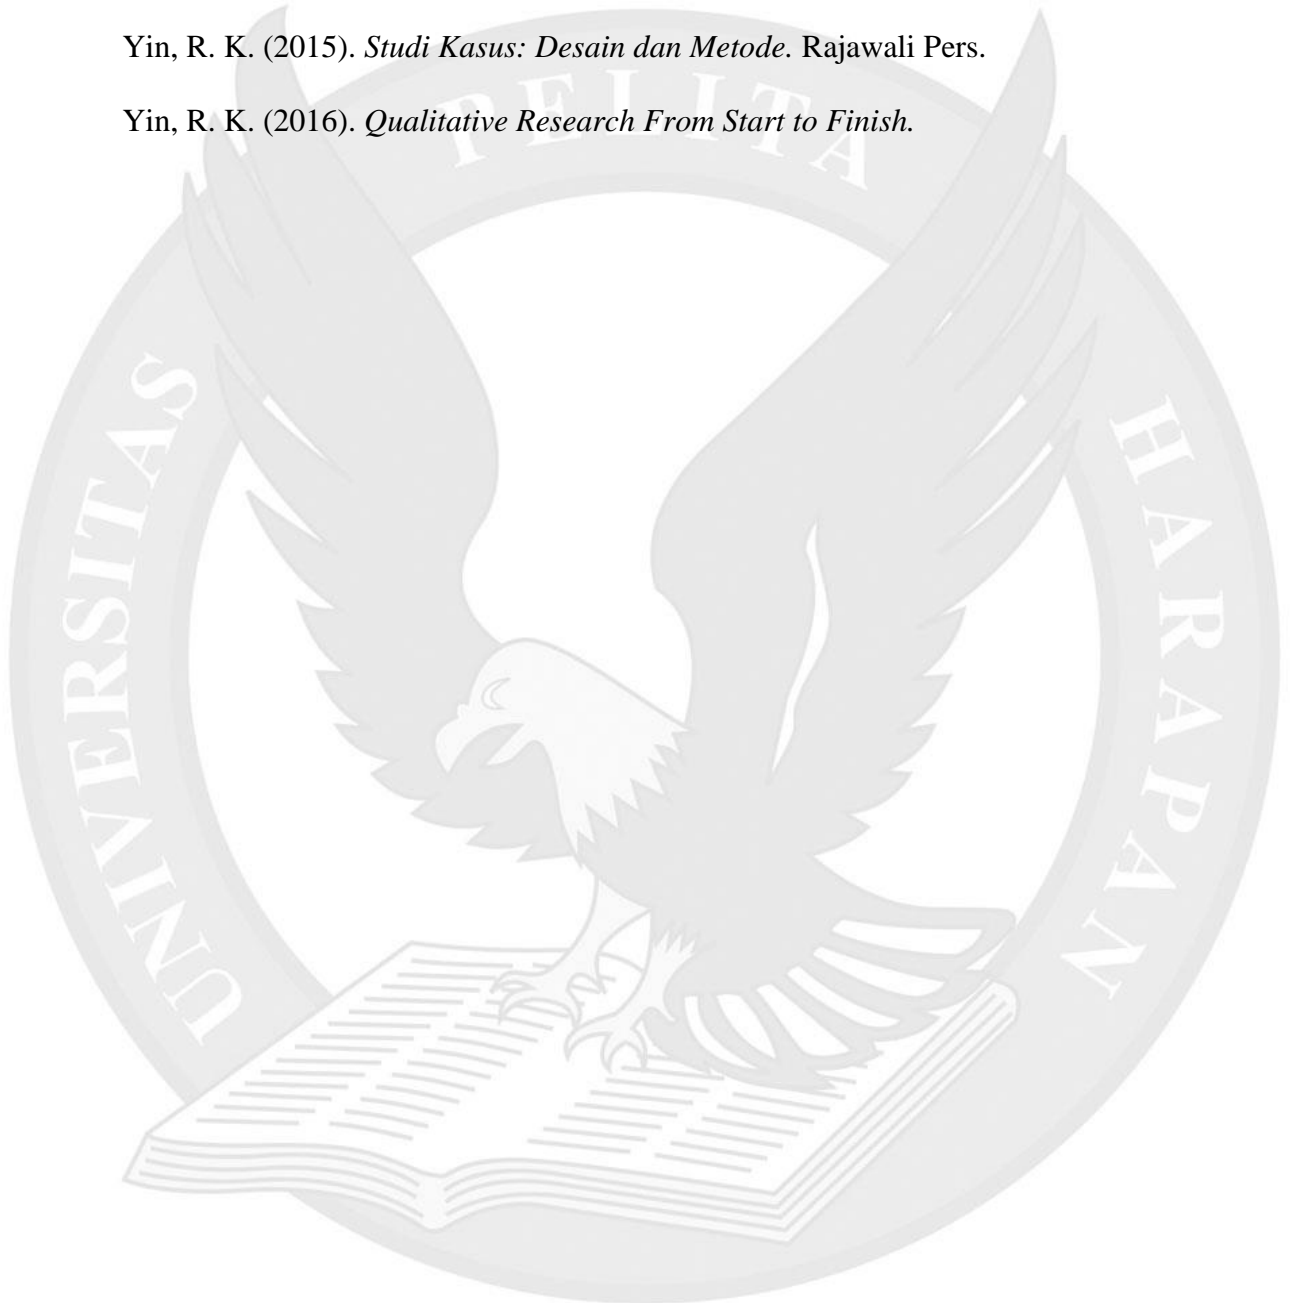 Yin, R. K. (2015). Studi Kasus: Desain dan Metode. Rajawali Pers.
Yin, R. K. (2016). Qualitative Research From Start to Finish.
UNIVERSITAS PELITA HARAPAN